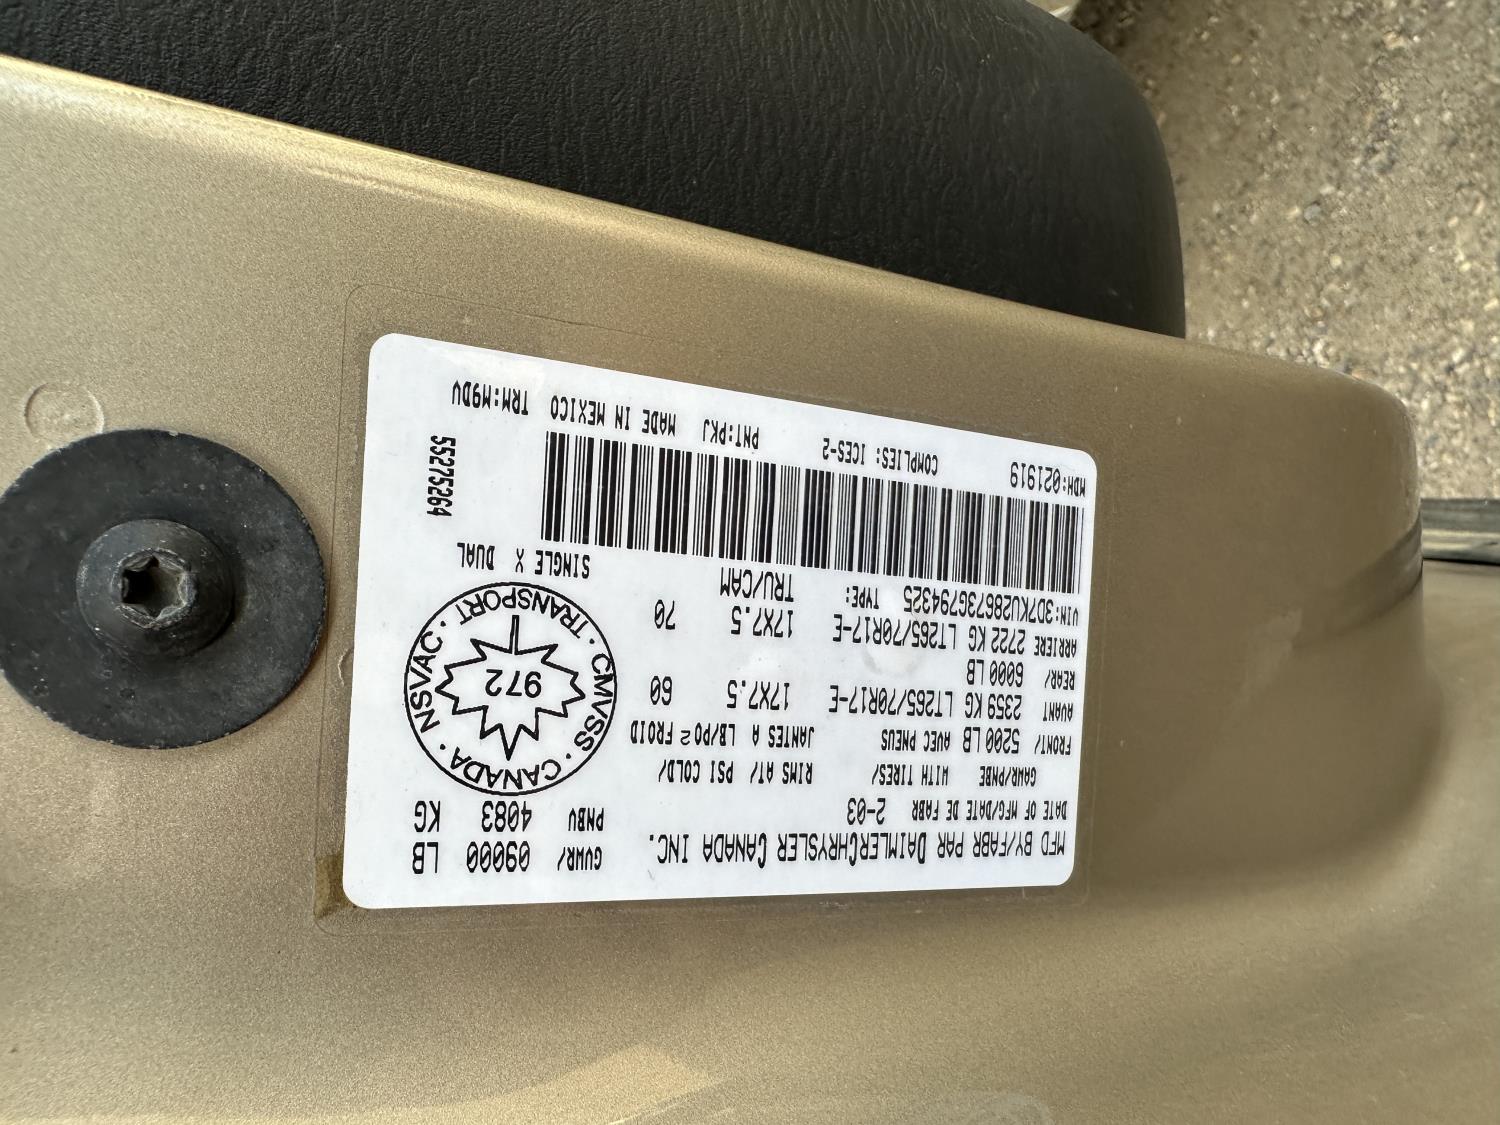 MFD BY/FABR PAR DAIMLERCHRYSLER CANADA INC.
GVWR/ 09000 LB
DATE OF MFG/DATE DE FABR 2-03
PNBV 4083 KG
GAWR/PNBE WITH TIRES/ RIMS AT/ PSI COLD/
FRONT/ 5200 LB AVEC PNEUS JANTES A LB/PO² FROID
AVANT 2359 KG LT265/70R17-E 17X7.5 60
REAR/ 6000 LB
ARRIERE 2722 KG LT265/70R17-E 17X7.5 70
VIN:3D7KU28673G794325 TYPE: TRU/CAM
SINGLE X DUAL
CANADA · NSVAC · TRANSPORT · CMVSS ·
972
55275264
MDH:021919 COMPLIES: ICES-2 PNT:PKJ MADE IN MEXICO TRM:M9DV